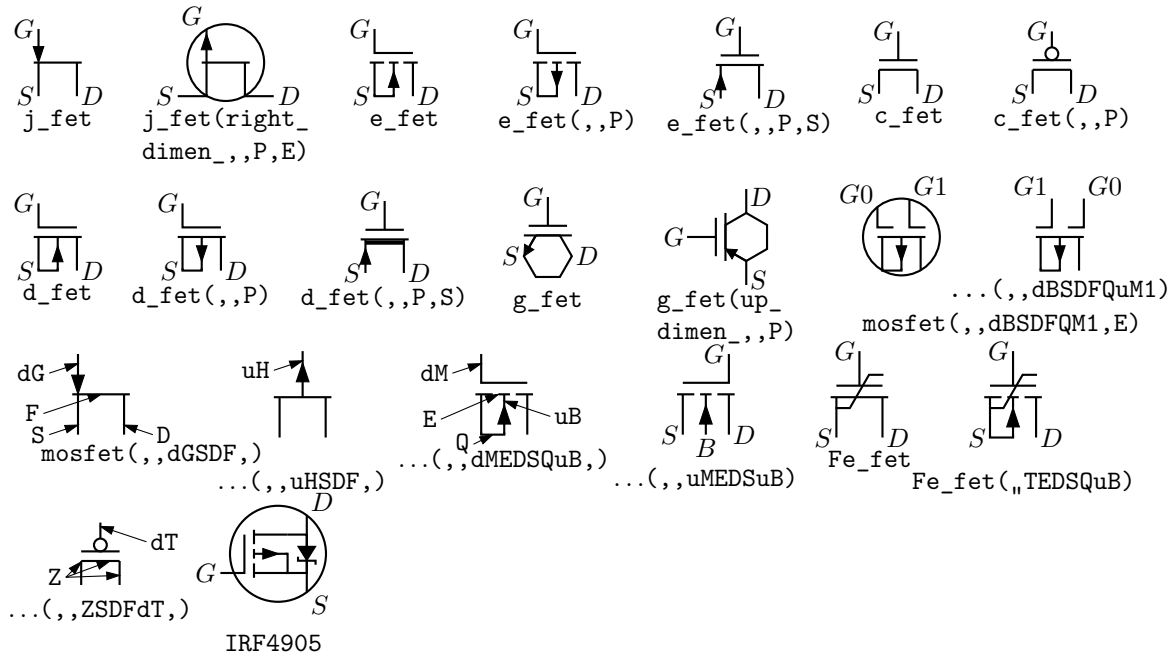 G G G G G G G
S D S D S D S D S D S D S D
j_fet j_fet(right_ e_fet e_fet(,,P) e_fet(,,P,S) c_fet c_fet(,,P)
dimen_,,P,E)
G G G G D G0 G1 G1 G0
G
S D S D S D S D S
d_fet d_fet(,,P) d_fet(,,P,S) g_fet g_fet(up_ ...(,,dBSDFQuM1)
dimen_,,P) mosfet(,,dBSDFQM1,E)
dG uH dM G G G
F E uB
S D Q S B D S D S D
mosfet(,,dGSDF,) ...(,,uHSDF,) ...(,,dMEDSQuB,) ...(,,uMEDSuB) Fe_fet Fe_fet(„TEDSQuB)
dT D
Z G
...(,,ZSDFdT,) S
IRF4905